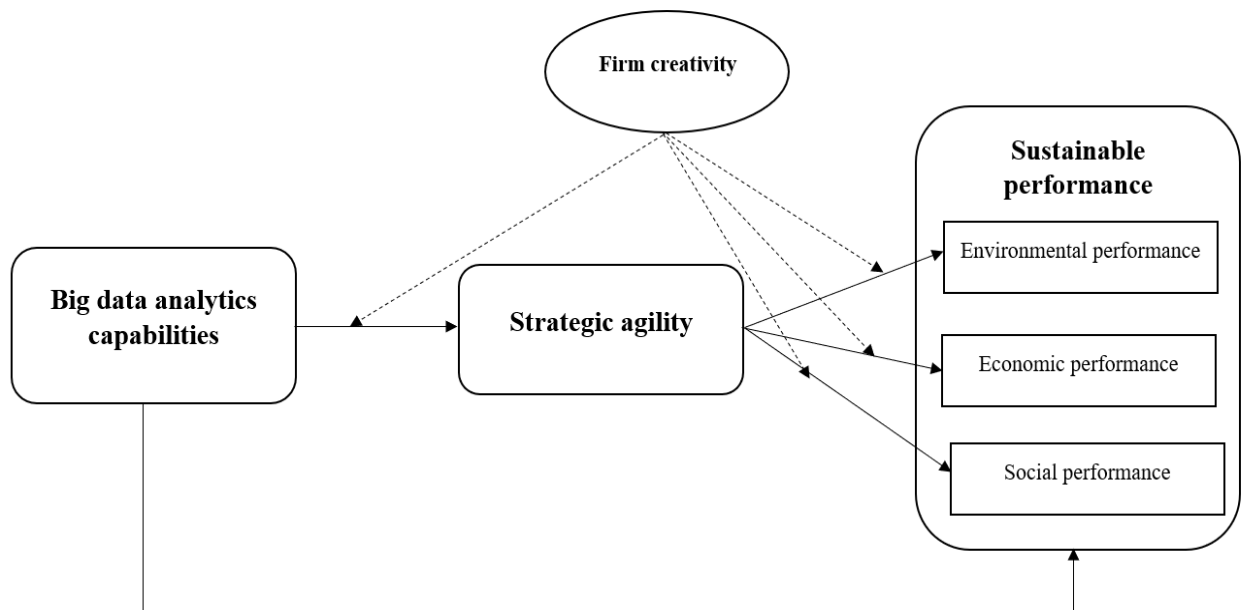 Firm creativity
Sustainable
performance
Environmental performance
Big data analytics
capabilities
Strategic agility
Economic performance
Social performance